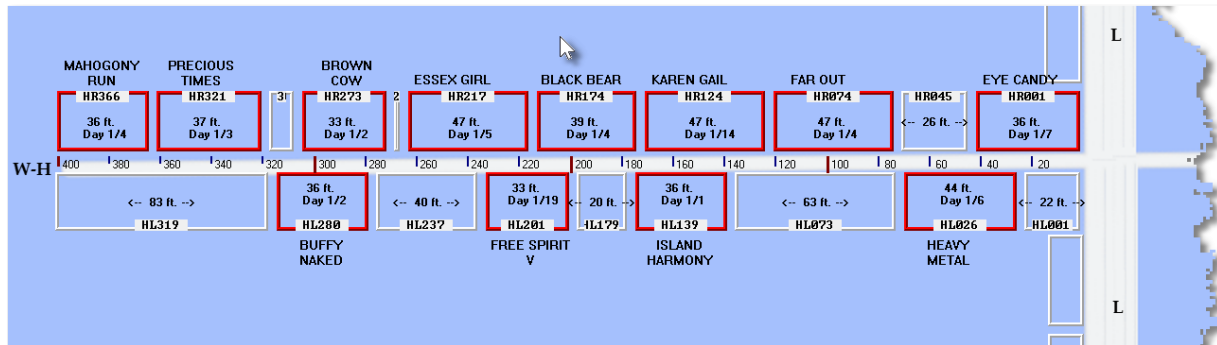 L
MAHOGONY
RUN
PRECIOUS
TIMES
BROWN
COW
ESSEX GIRL
BLACK BEAR
KAREN GAIL
FAR OUT
EYE CANDY
HR366
HR321
HR273
2
HR217
HR174
HR124
HR074
HR045
HR001
36 ft.
Day 1/4
37 ft.
Day 1/3
33 ft.
Day 1/2
47 ft.
Day 1/5
39 ft.
Day 1/4
47 ft.
Day 1/14
47 ft.
Day 1/4
<-- 26 ft. -->
36 ft.
Day 1/7
W-H
400 380 360 340 320 300 280 260 240 220 200 180 160 140 120 100 80 60 40 20
<-- 83 ft. -->
HL319
36 ft.
Day 1/2
HL280
BUFFY
NAKED
<-- 40 ft. -->
HL237
33 ft.
Day 1/19
HL201
FREE SPIRIT
V
<-- 20 ft. -->
HL179
36 ft.
Day 1/1
HL139
ISLAND
HARMONY
<-- 63 ft. -->
HL073
44 ft.
Day 1/6
HL026
HEAVY
METAL
<-- 22 ft. -->
HL001
L